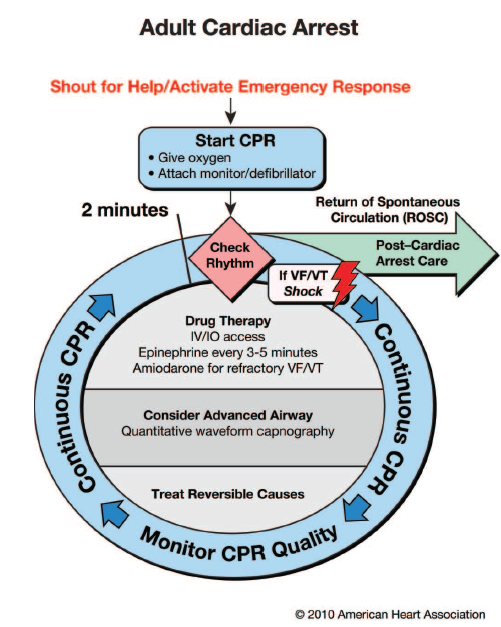 Adult Cardiac Arrest
Shout for Help/Activate Emergency Response
Start CPR
• Give oxygen
• Attach monitor/defibrillator
2 minutes
Return of Spontaneous
Circulation (ROSC)
Check
Rhythm
Post–Cardiac
Arrest Care
If VF/VT
Shock
Drug Therapy
IV/IO access
Epinephrine every 3-5 minutes
Amiodarone for refractory VF/VT
Consider Advanced Airway
Quantitative waveform capnography
Treat Reversible Causes
Continuous CPR
Continuous CPR
Monitor CPR Quality
© 2010 American Heart Association